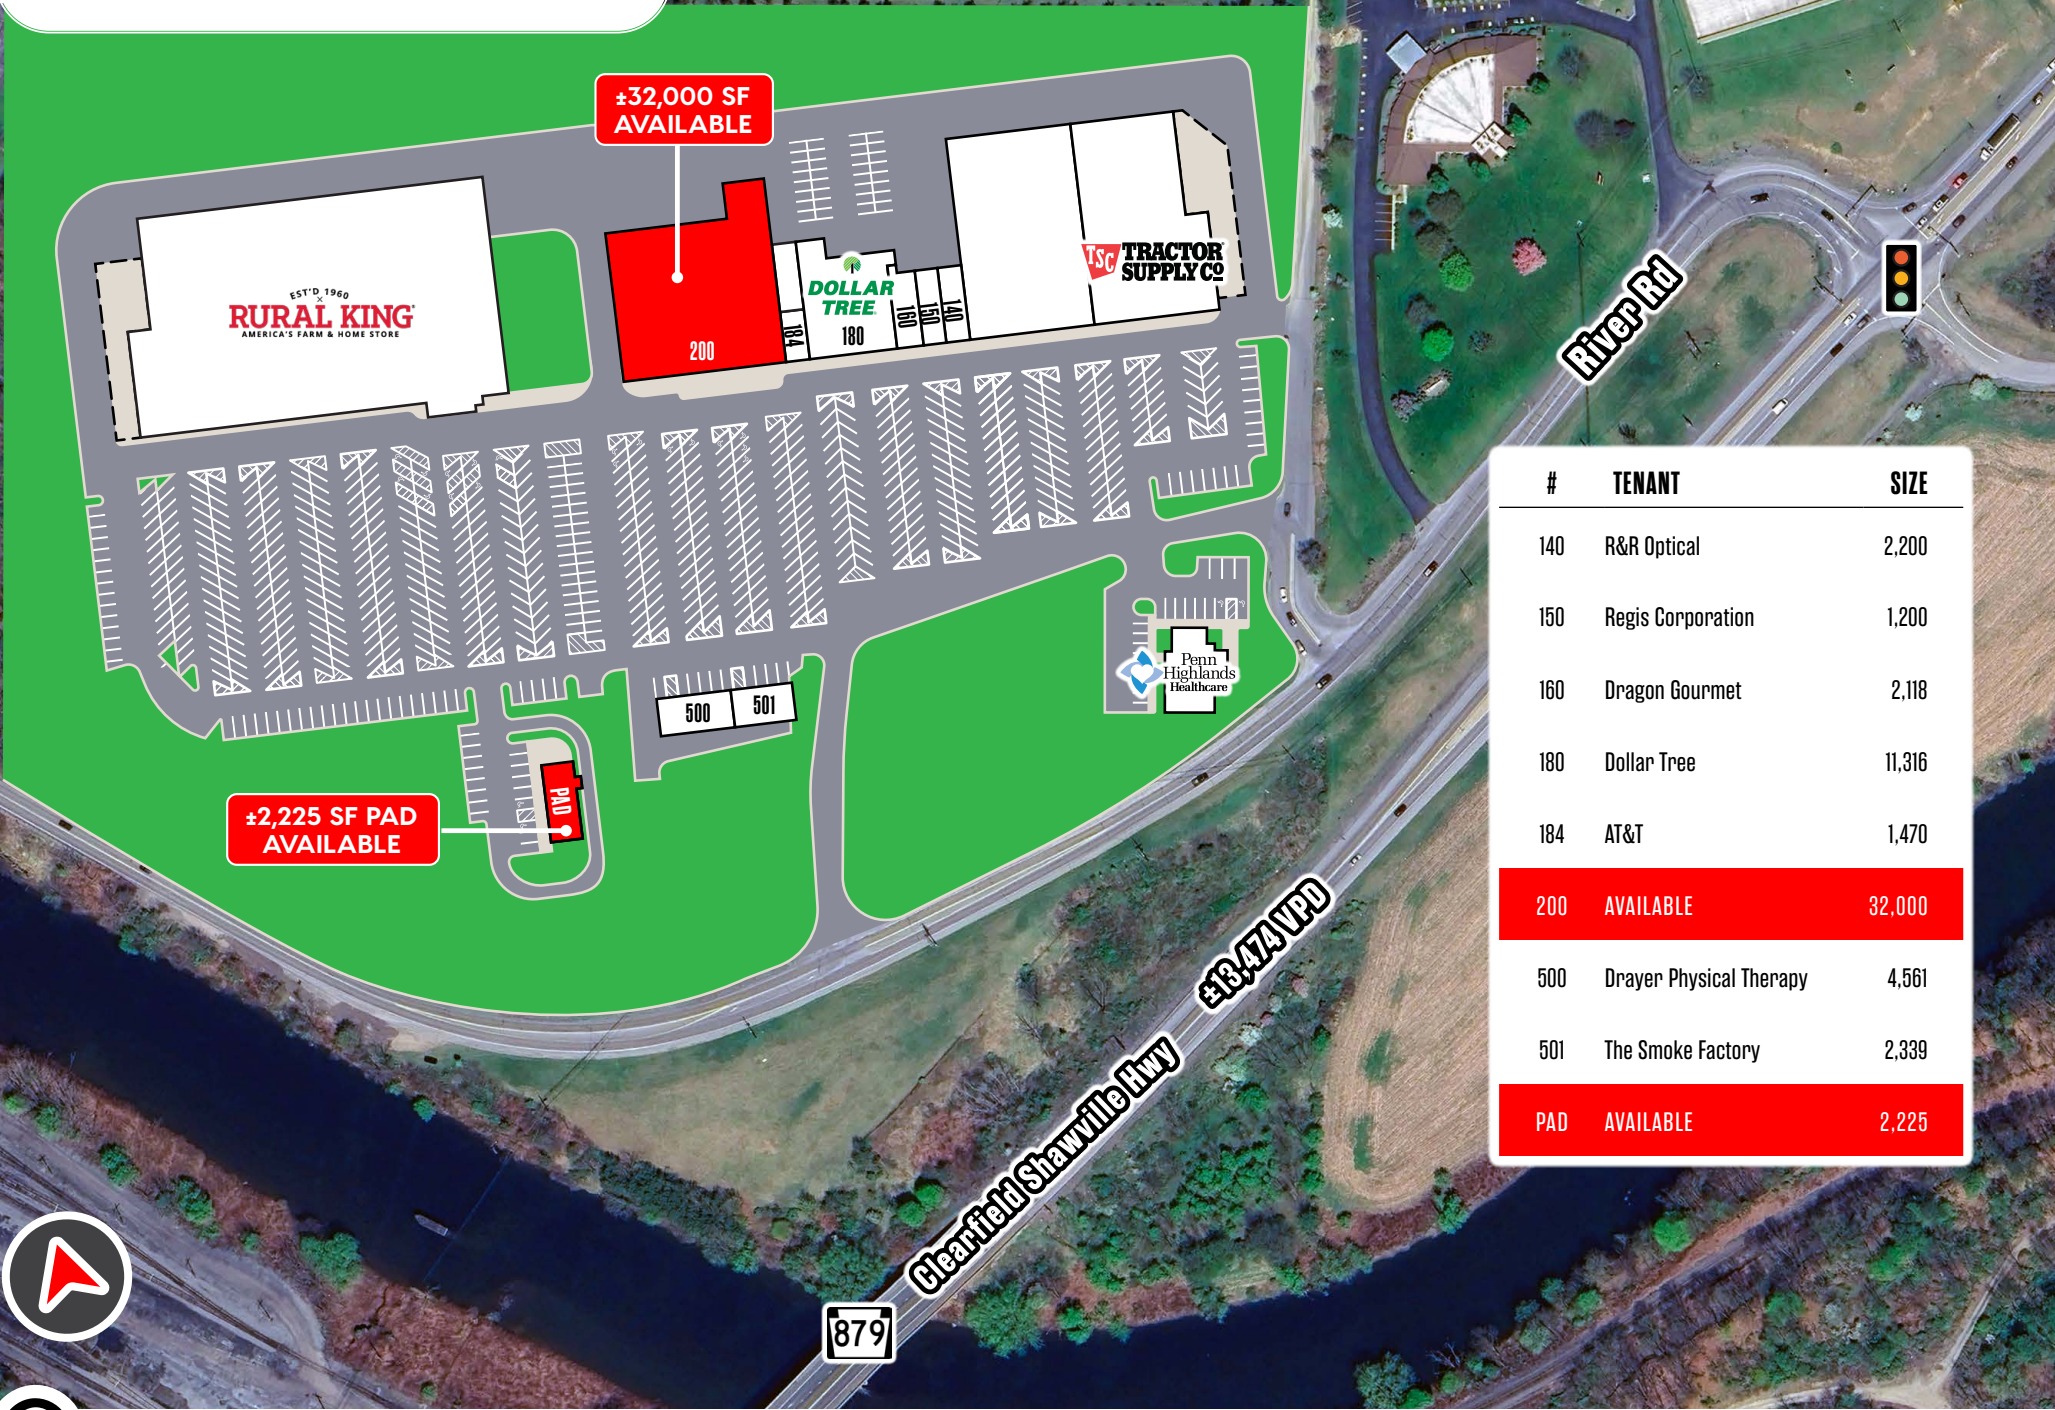 ±32,000 SF
AVAILABLE
EST'D 1960
RURAL KING
AMERICA'S FARM & HOME STORE
200
184
DOLLAR
TREE
180
160
150
140
TSC TRACTOR
SUPPLY CO
River Rd
500
501
Penn
Highlands
Healthcare
PAD
±2,225 SF PAD
AVAILABLE
# TENANT SIZE
140 R&R Optical 2,200
150 Regis Corporation 1,200
160 Dragon Gourmet 2,118
180 Dollar Tree 11,316
184 AT&T 1,470
200 AVAILABLE 32,000
500 Drayer Physical Therapy 4,561
501 The Smoke Factory 2,339
PAD AVAILABLE 2,225
±13,474 VPD
Clearfield Shawville Hwy
879